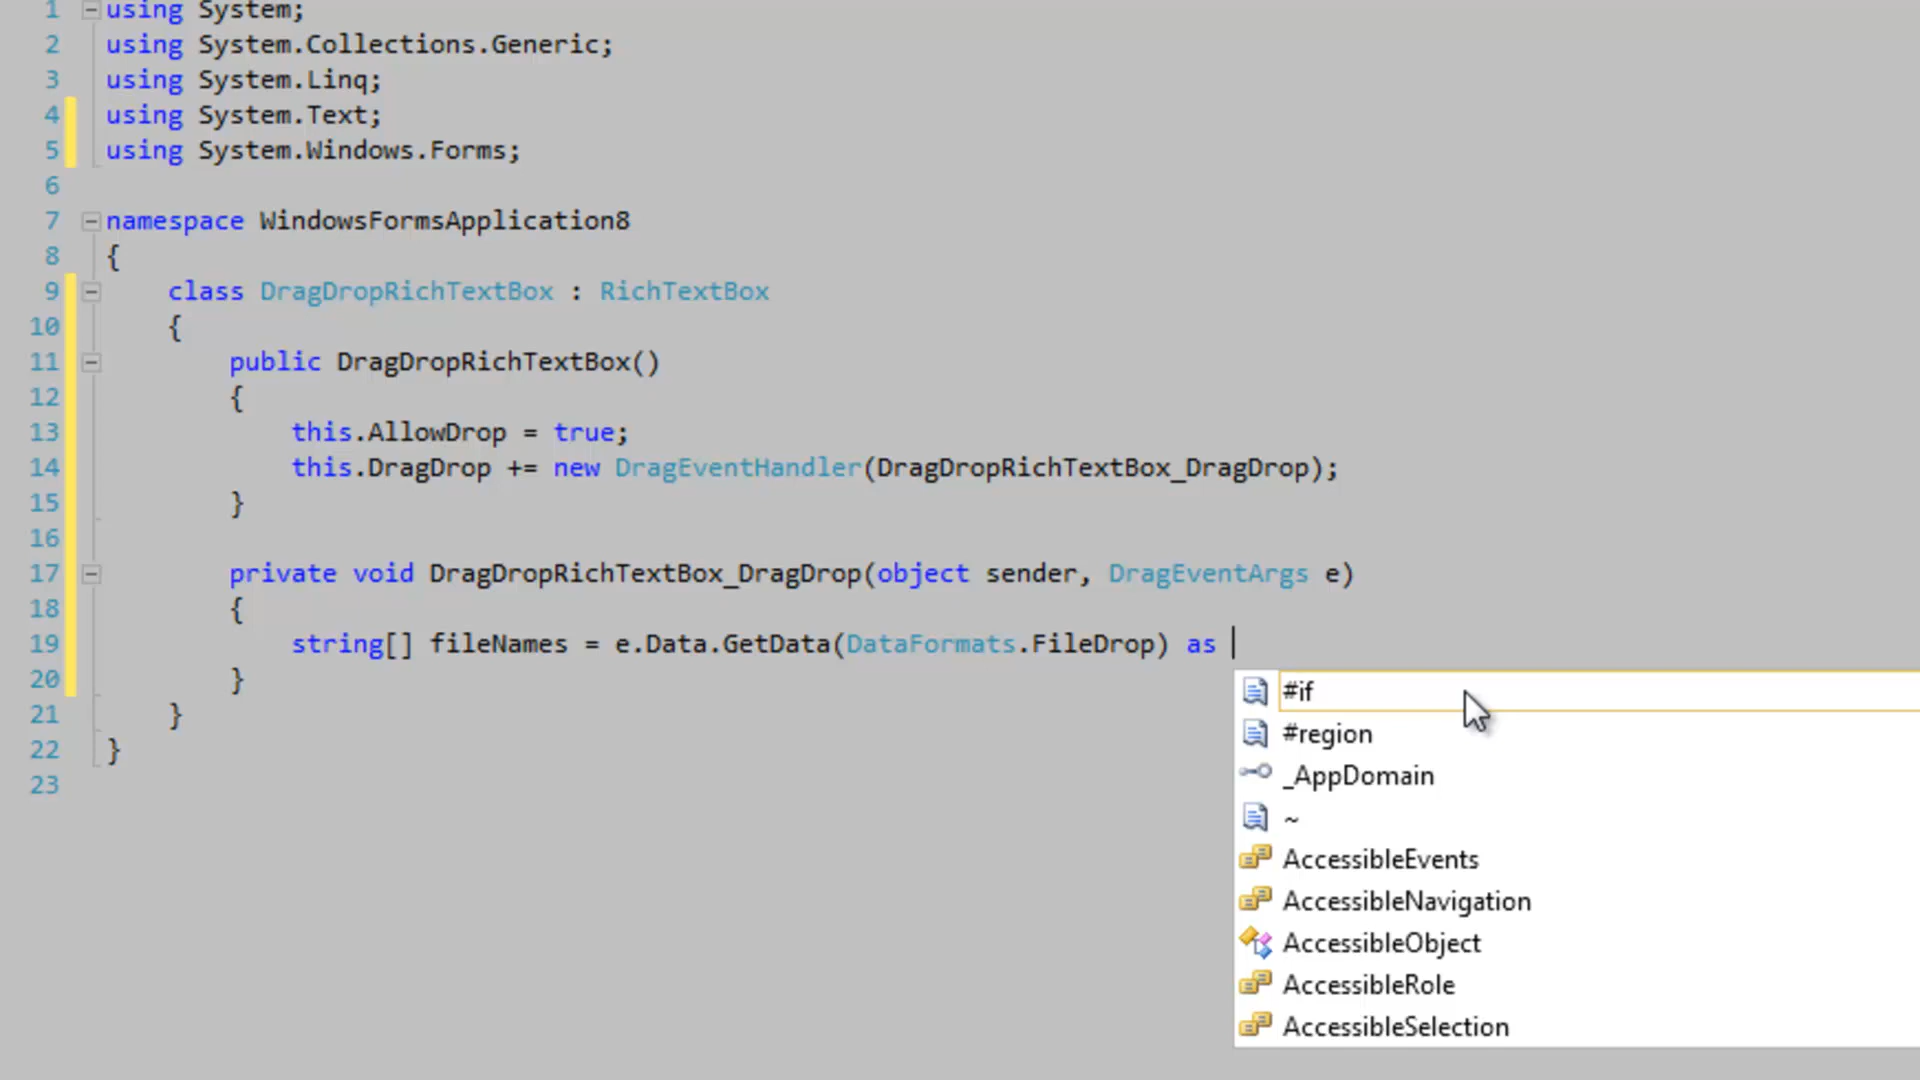 1 using System;
2 using System.Collections.Generic;
3 using System.Linq;
4 using System.Text;
5 using System.Windows.Forms;
6
7 namespace WindowsFormsApplication8
8 {
9 class DragDropRichTextBox : RichTextBox
10 {
11 public DragDropRichTextBox()
12 {
13 this.AllowDrop = true;
14 this.DragDrop += new DragEventHandler(DragDropRichTextBox_DragDrop);
15 }
16
17 private void DragDropRichTextBox_DragDrop(object sender, DragEventArgs e)
18 {
19 string[] fileNames = e.Data.GetData(DataFormats.FileDrop) as
20 }
21 }
22 }
23
#if
#region
_AppDomain
~
AccessibleEvents
AccessibleNavigation
AccessibleObject
AccessibleRole
AccessibleSelection